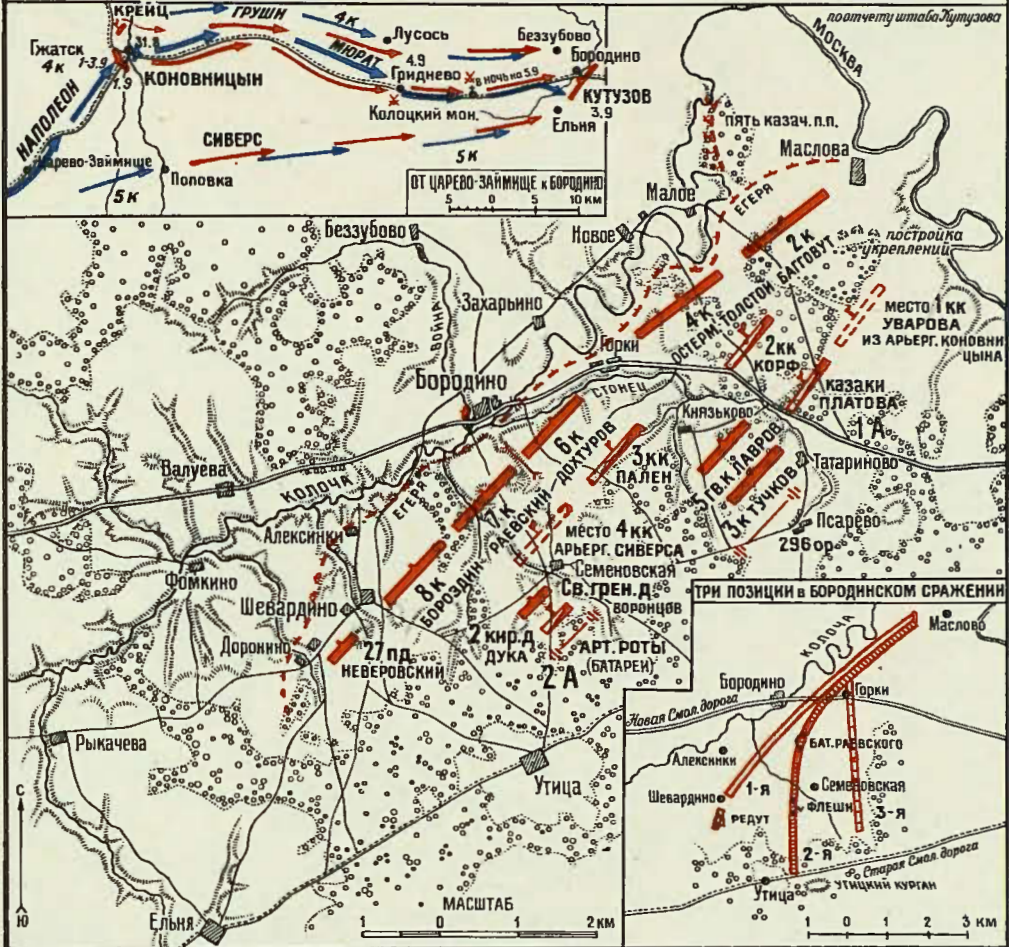 КРЕЙЦ
ГРУШИ
4К
Лусось
Беззубово
Гжатск
4К
1-3.9
31.8
1.9
КОНОВНИЦЫН
МЮРАТ
4.9
Гриднево
В НОЧЬ НА 5.9
Бородино
Колоцкий мон.
КУТУЗОВ
3.9
Ельня
НАПОЛЕОН
Царево-Займище
СИВЕРС
5К
5К
Половка
ОТ ЦАРЕВО-ЗАЙМИЩЕ К БОРОДИНО
5 0 5 10 КМ
по отчету штаба Кутузова
МОСКВА
ПЯТЬ КАЗАЧ. П.П.
Маслова
ЕГЕРЯ
Малое
Новое
Беззубово
2К
БАГГОВУТ
постройка
укреплений
Захарьино
ВОЙНА
4К
ОСТЕРМ. ТОЛСТОЙ
МЕСТО 1 КК
УВАРОВА
ИЗ АРЬЕРГ. КОНОВНИ
ЦЫНА
Горки
2КК
КОРФ
Бородино
СТОНЕЦ
КАЗАКИ
ПЛАТОВА
Князьково
1 А
6К
ДОХТУРОВ
3КК
ПАЛЕН
5 ГВ.К. ЛАВРОВ
Татариново
Валуева
КОЛОЧА
ЕГЕРЯ
7К
РАЕВСКИЙ
3К ТУЧКОВ
Псарево
296 ОР.
Алексинки
МЕСТО 4 КК
АРЬЕРГ. СИВЕРСА
Семеновская
Фомкино
Шевардино
8К
БОРОЗДИН
СВ. ГРЕН. Д.
ВОРОНЦОВ
Доронино
2 КИР. Д
ДУКА
АРТ. РОТЫ
(БАТАРЕИ)
27 ПД.
НЕВЕРОВСКИЙ
2 А
Рыкачева
Утица
С
Ю
Ельня
МАСШТАБ
1 0 1 2 КМ
ТРИ ПОЗИЦИИ В БОРОДИНСКОМ СРАЖЕНИИ
КОЛОЧА
Маслово
Бородино
Горки
Новая Смол. дорога
БАТ. РАЕВСКОГО
Алексинки
Семеновская
1-Я
Шевардино
ФЛЕШИ
3-Я
РЕДУТ
2-Я
Старая Смол. дорога
Утица
УТИЦКИЙ КУРГАН
1 0 1 2 3 КМ